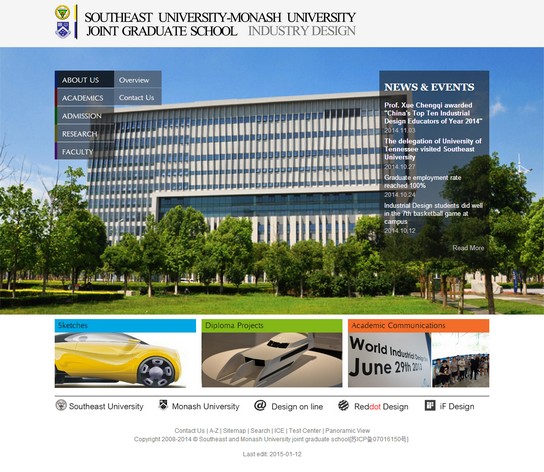 SOUTHEAST UNIVERSITY-MONASH UNIVERSITY
JOINT GRADUATE SCHOOL INDUSTRY DESIGN
ABOUT US
Overview
ACADEMICS
Contact Us
ADMISSION
RESEARCH
FACULTY
NEWS & EVENTS
Prof. Xue Chengqi awarded
"China's Top Ten Industrial
Design Educators of Year 2014"
2014.11.03
The delegation of University of
Tennessee visited Southeast
University
2014.10.27
Graduate employment rate
reached 100%
2014.10.24
Industrial Design students did well
in the 7th basketball game at
campus
2014.10.12
Read More
Sketches
Diploma Projects
Academic Communications
World Industrial
June 29th
Southeast University
Monash University
Design on line
Reddot Design
iF Design
Contact Us | A-Z | Sitemap | Search | ICE | Test Center | Panoramic View
Copyright 2008-2014 © Southeast and Monash University joint graduate school[苏ICP备07016150号]
Last edit: 2015-01-12